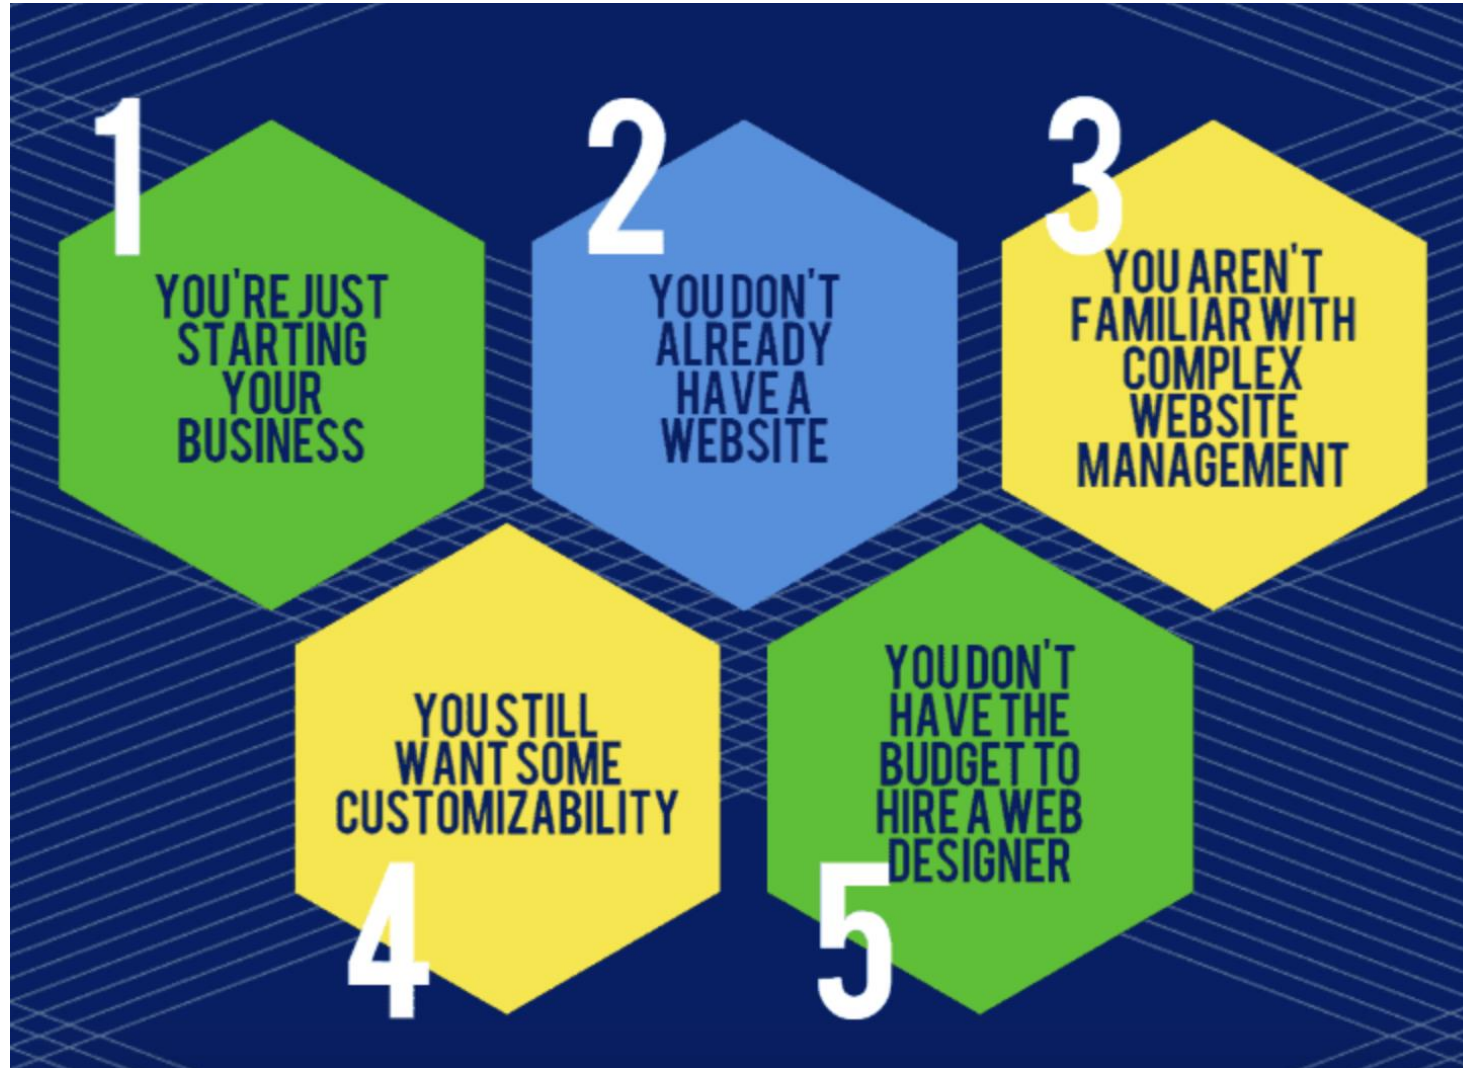 1
YOU'RE JUST
STARTING
YOUR
BUSINESS
2
YOU DON'T
ALREADY
HAVE A
WEBSITE
3
YOU AREN'T
FAMILIAR WITH
COMPLEX
WEBSITE
MANAGEMENT
4
YOU STILL
WANT SOME
CUSTOMIZABILITY
5
YOU DON'T
HAVE THE
BUDGET TO
HIRE A WEB
DESIGNER